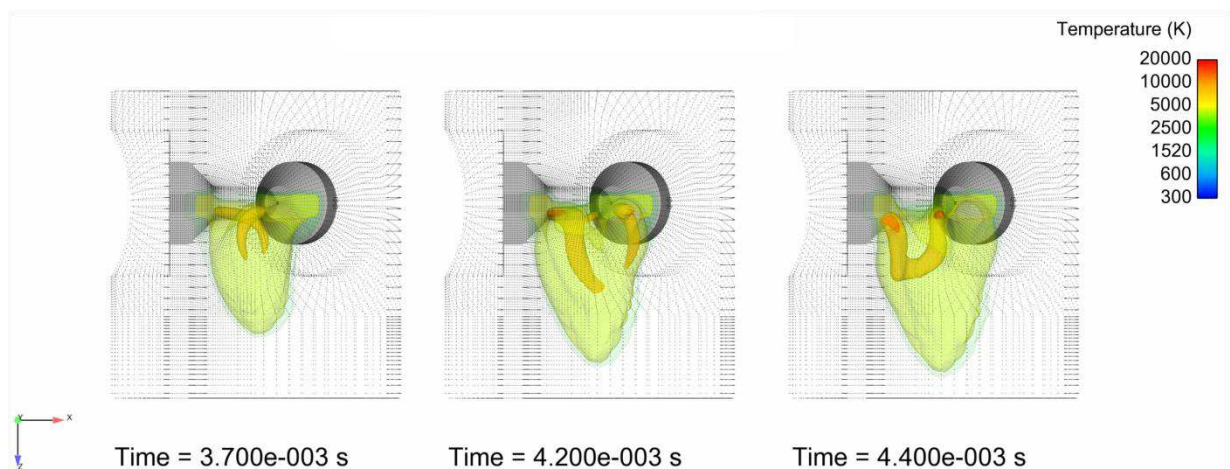 Temperature (K)
20000
10000
5000
2500
1520
600
300
Y
X
Z
Time = 3.700e-003 s
Time = 4.200e-003 s
Time = 4.400e-003 s